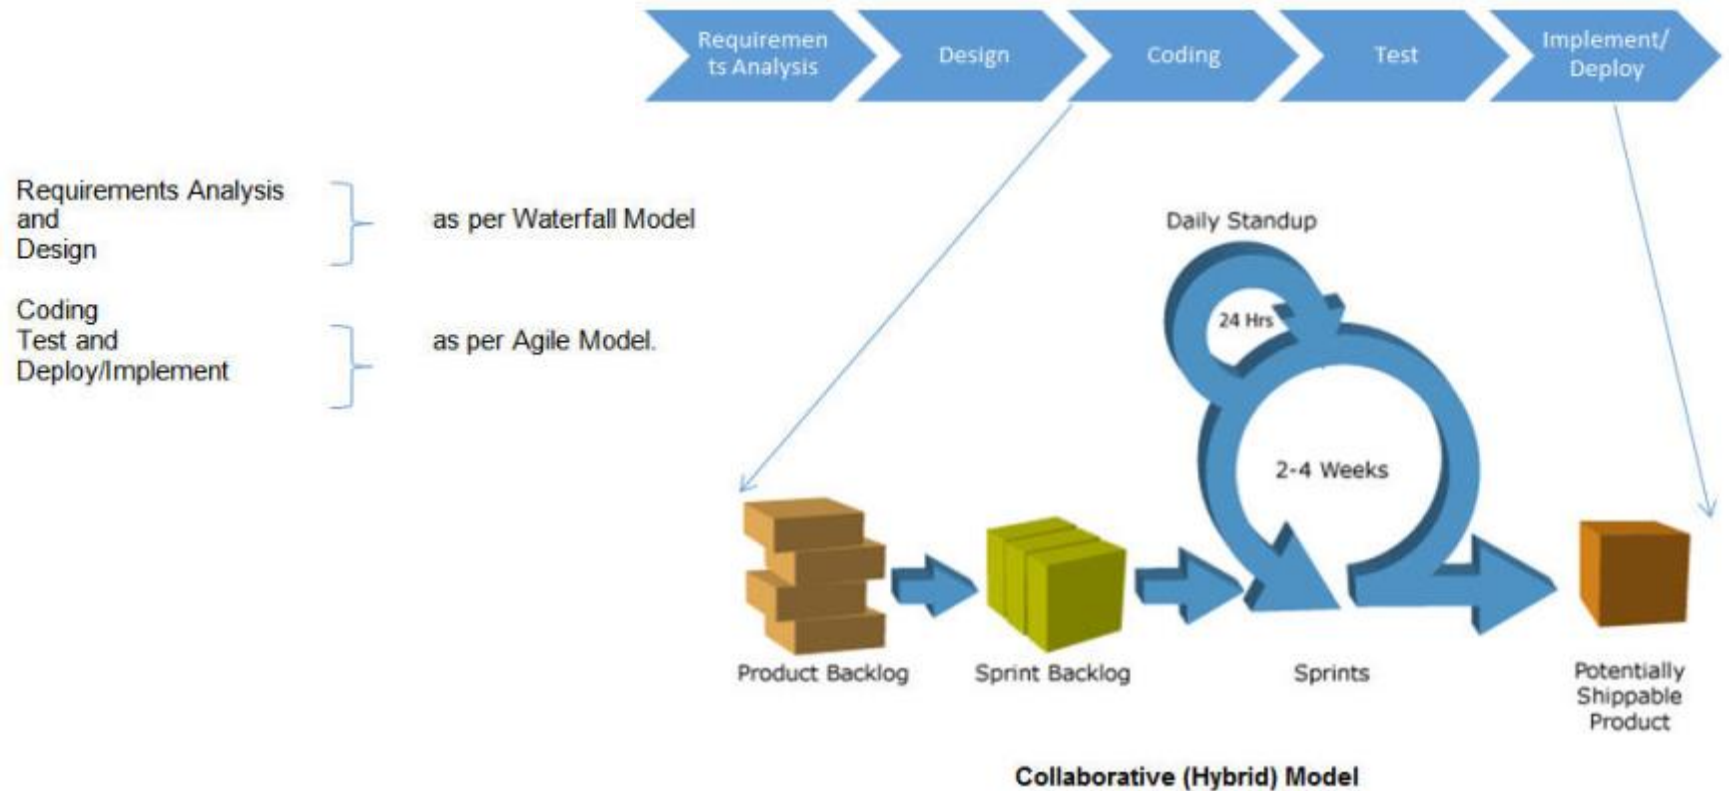 Requiremen
ts Analysis
Design
Coding
Test
Implement/
Deploy
Requirements Analysis
and
Design
as per Waterfall Model
Coding
Test and
Deploy/Implement
as per Agile Model.
Daily Standup
24 Hrs
2-4 Weeks
Product Backlog
Sprint Backlog
Sprints
Potentially
Shippable
Product
Collaborative (Hybrid) Model